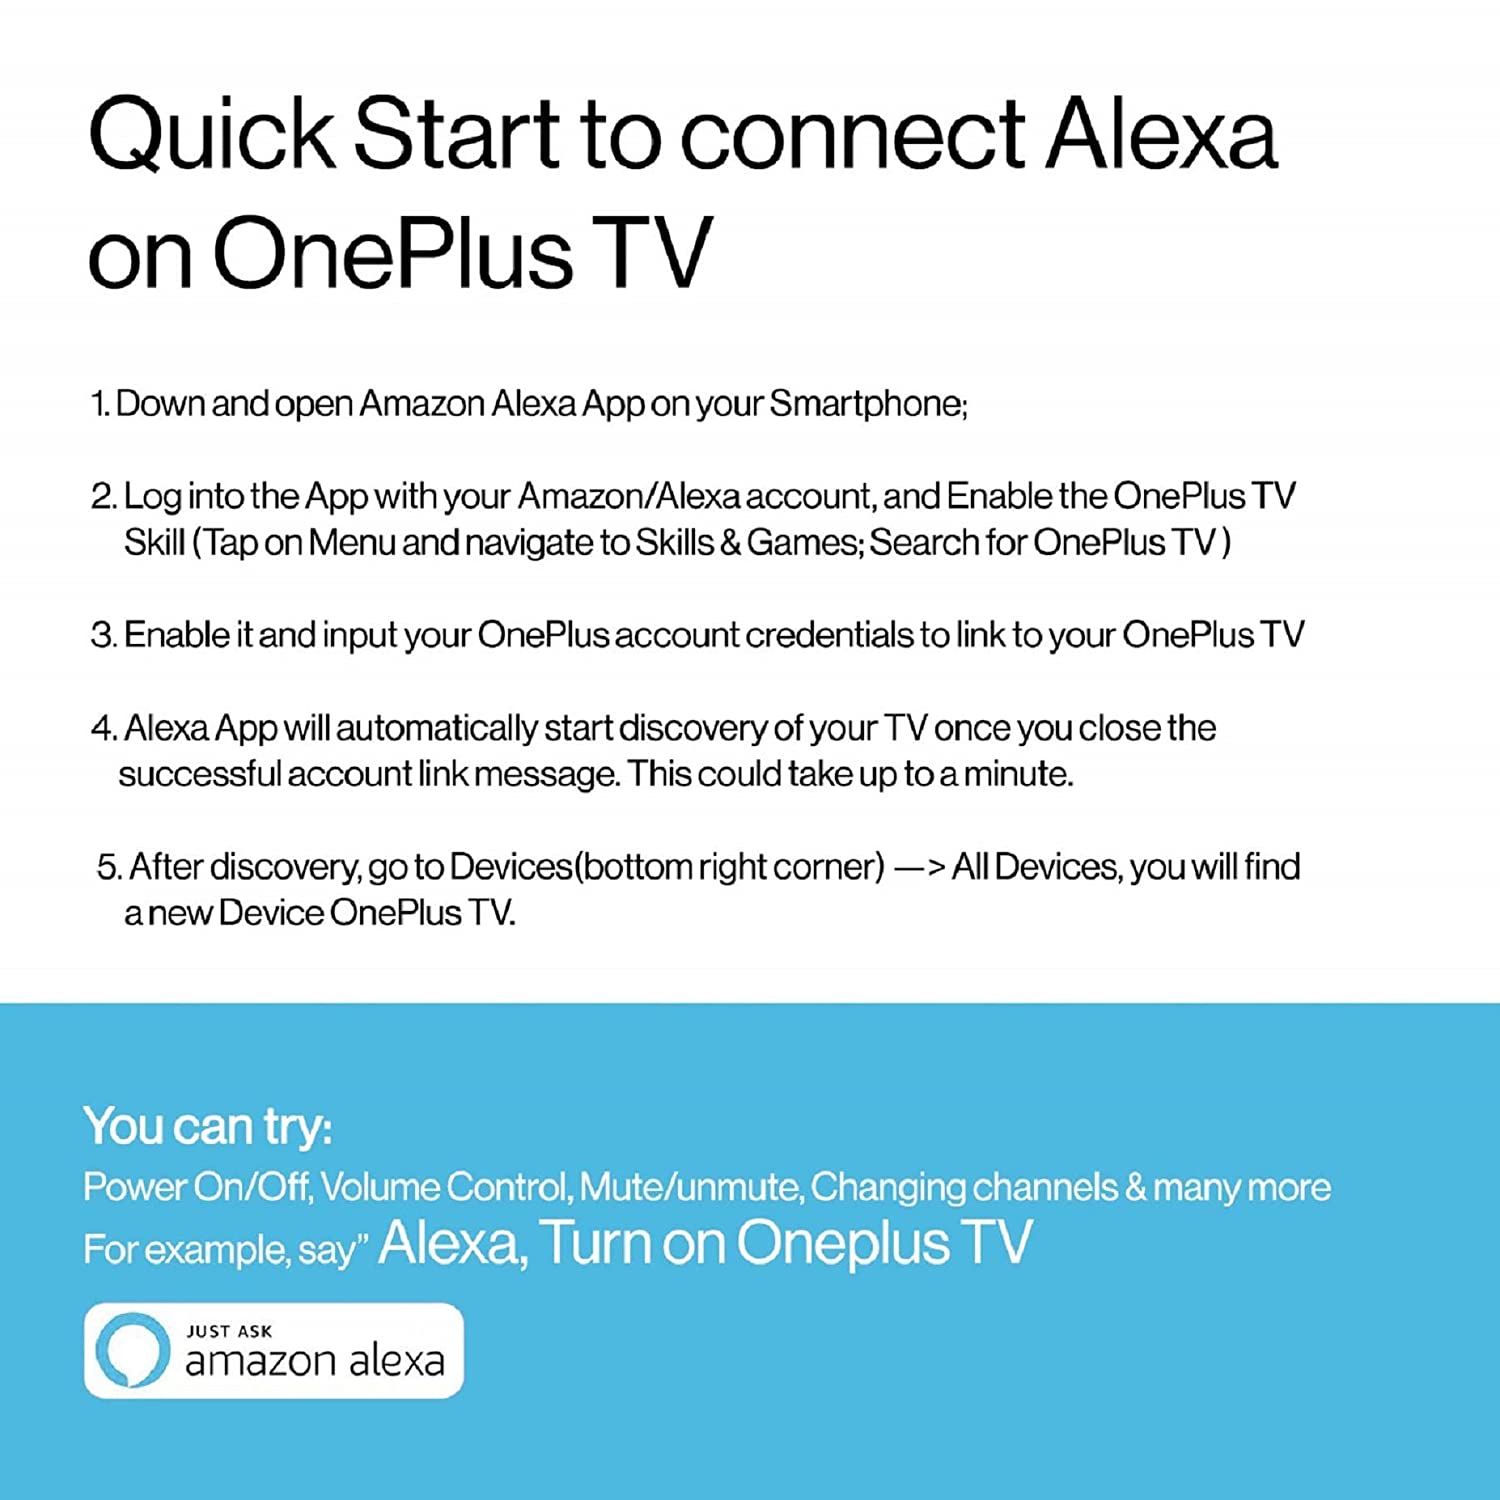 Quick Start to connect Alexa
on OnePlus TV
1. Down and open Amazon Alexa App on your Smartphone;
2. Log into the App with your Amazon/Alexa account, and Enable the OnePlus TV
Skill (Tap on Menu and navigate to Skills & Games; Search for OnePlus TV )
3. Enable it and input your OnePlus account credentials to link to your OnePlus TV
4. Alexa App will automatically start discovery of your TV once you close the
successful account link message. This could take up to a minute.
5. After discovery, go to Devices(bottom right corner) —> All Devices, you will find
a new Device OnePlus TV.
You can try:
Power On/Off, Volume Control, Mute/unmute, Changing channels & many more
For example, say” Alexa, Turn on Oneplus TV
JUST ASK
amazon alexa